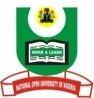 WORK & LEARN
NATIONAL OPEN UNIVERSITY OF NIGERIA